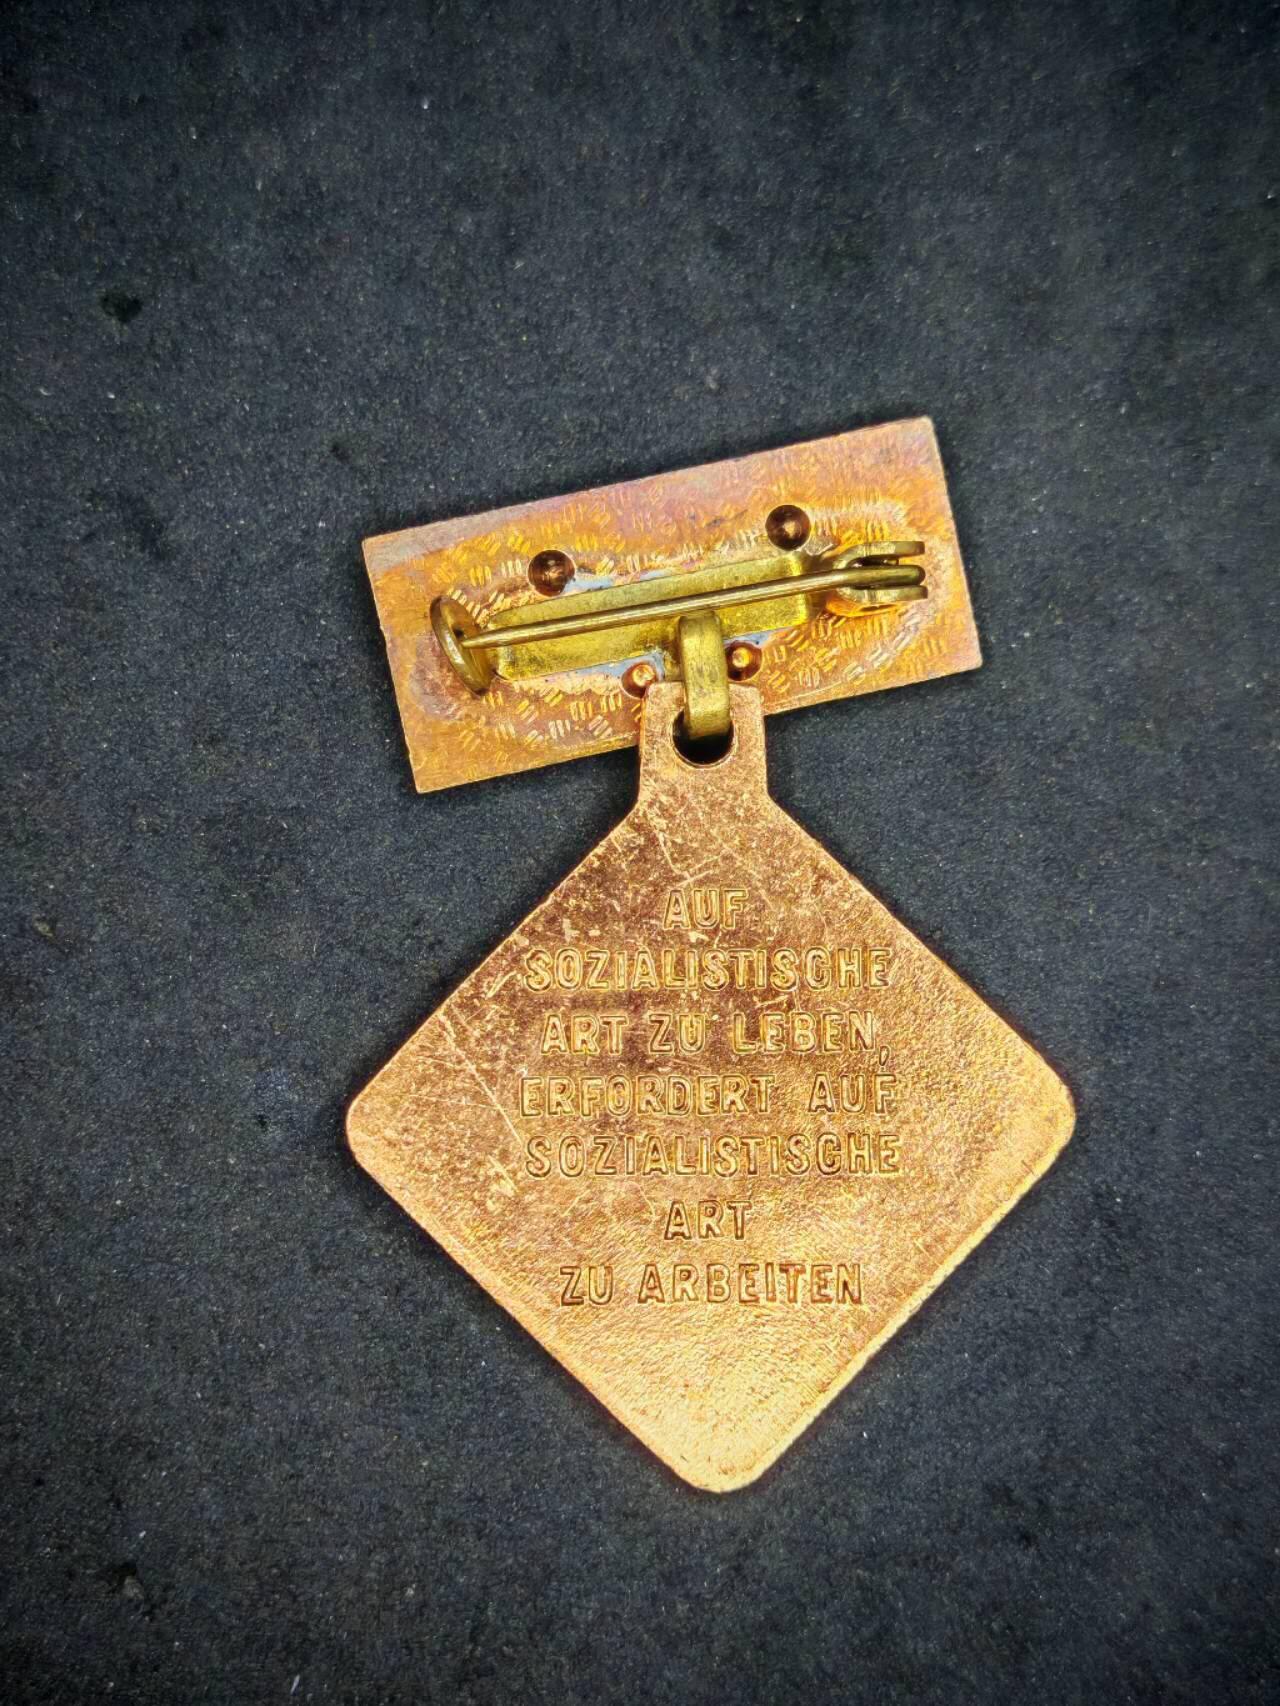 AUF
SOZIALISTISCHE
ART ZU LEBEN,
ERFORDERT AUF
SOZIALISTISCHE
ART
ZU ARBEITEN